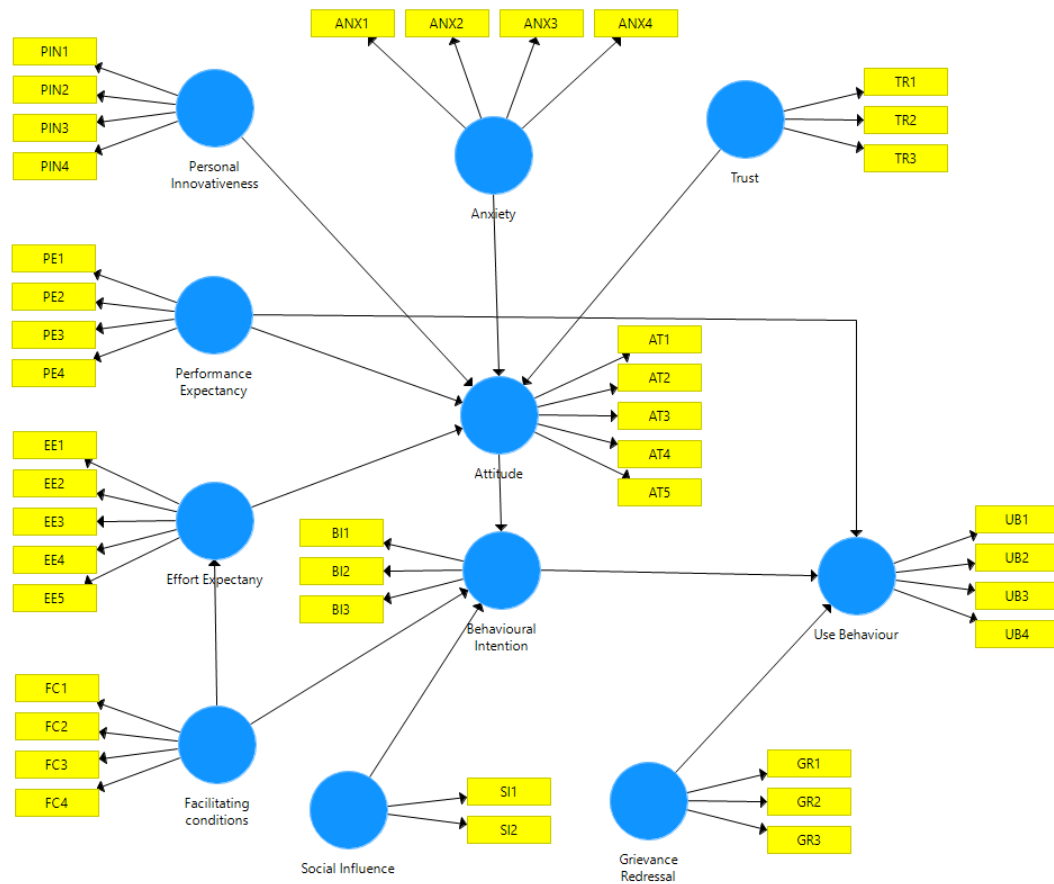 ANX1
ANX2
ANX3
ANX4
PIN1
PIN2
PIN3
PIN4
Personal
Innovativeness
Anxiety
TR1
TR2
TR3
Trust
PE1
PE2
PE3
PE4
Performance
Expectancy
AT1
AT2
AT3
AT4
AT5
Attitude
EE1
EE2
EE3
EE4
EE5
Effort Expectany
BI1
BI2
BI3
Behavioural
Intention
UB1
UB2
UB3
UB4
Use Behaviour
FC1
FC2
FC3
FC4
Facilitating
conditions
SI1
SI2
Social Influence
GR1
GR2
GR3
Grievance
Redressal